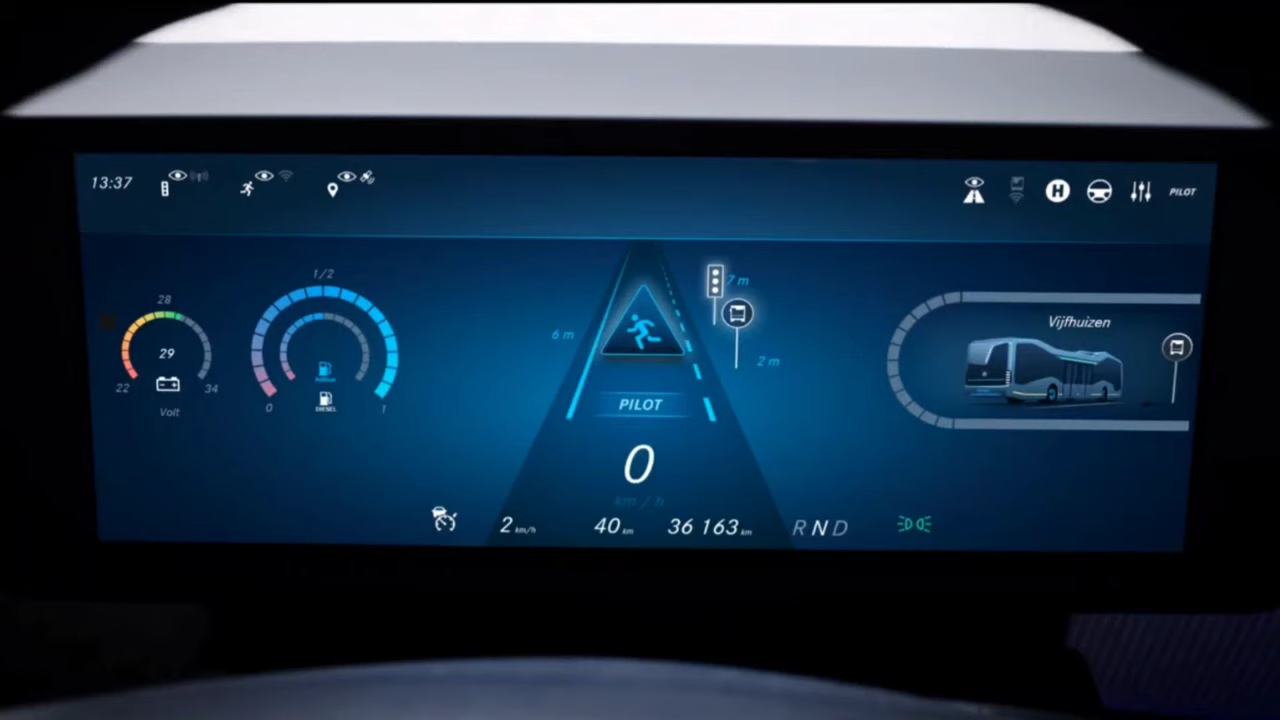 13:37
H
PILOT
1/2
28
29
22
34
Volt
0
DIESEL
1
6 m
7 m
2 m
PILOT
0
km / h
2 km/h
40 km
36 163 km
R N D
Vijfhuizen